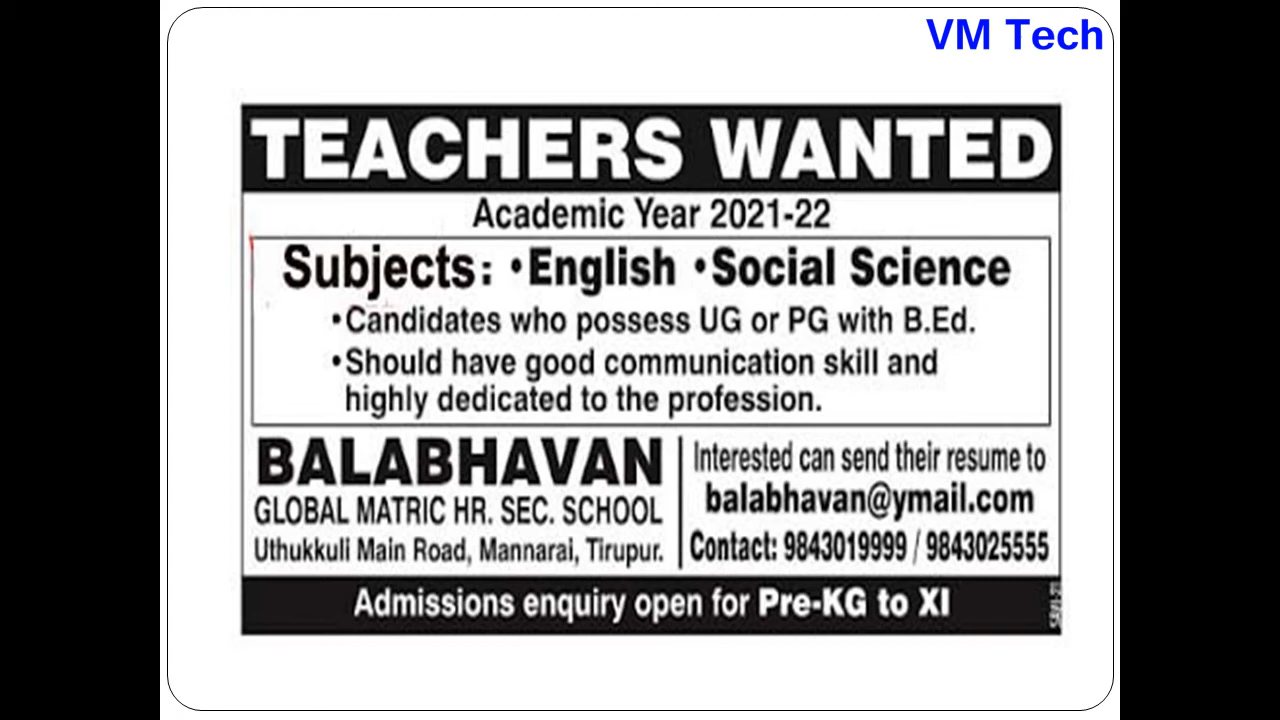 VM Tech
TEACHERS WANTED
Academic Year 2021-22
Subjects: •English •Social Science
•Candidates who possess UG or PG with B.Ed.
•Should have good communication skill and
highly dedicated to the profession.
BALABHAVAN
GLOBAL MATRIC HR. SEC. SCHOOL
Uthukkuli Main Road, Mannarai, Tirupur.
Interested can send their resume to
balabhavan@ymail.com
Contact: 9843019999 / 9843025555
Admissions enquiry open for Pre-KG to XI